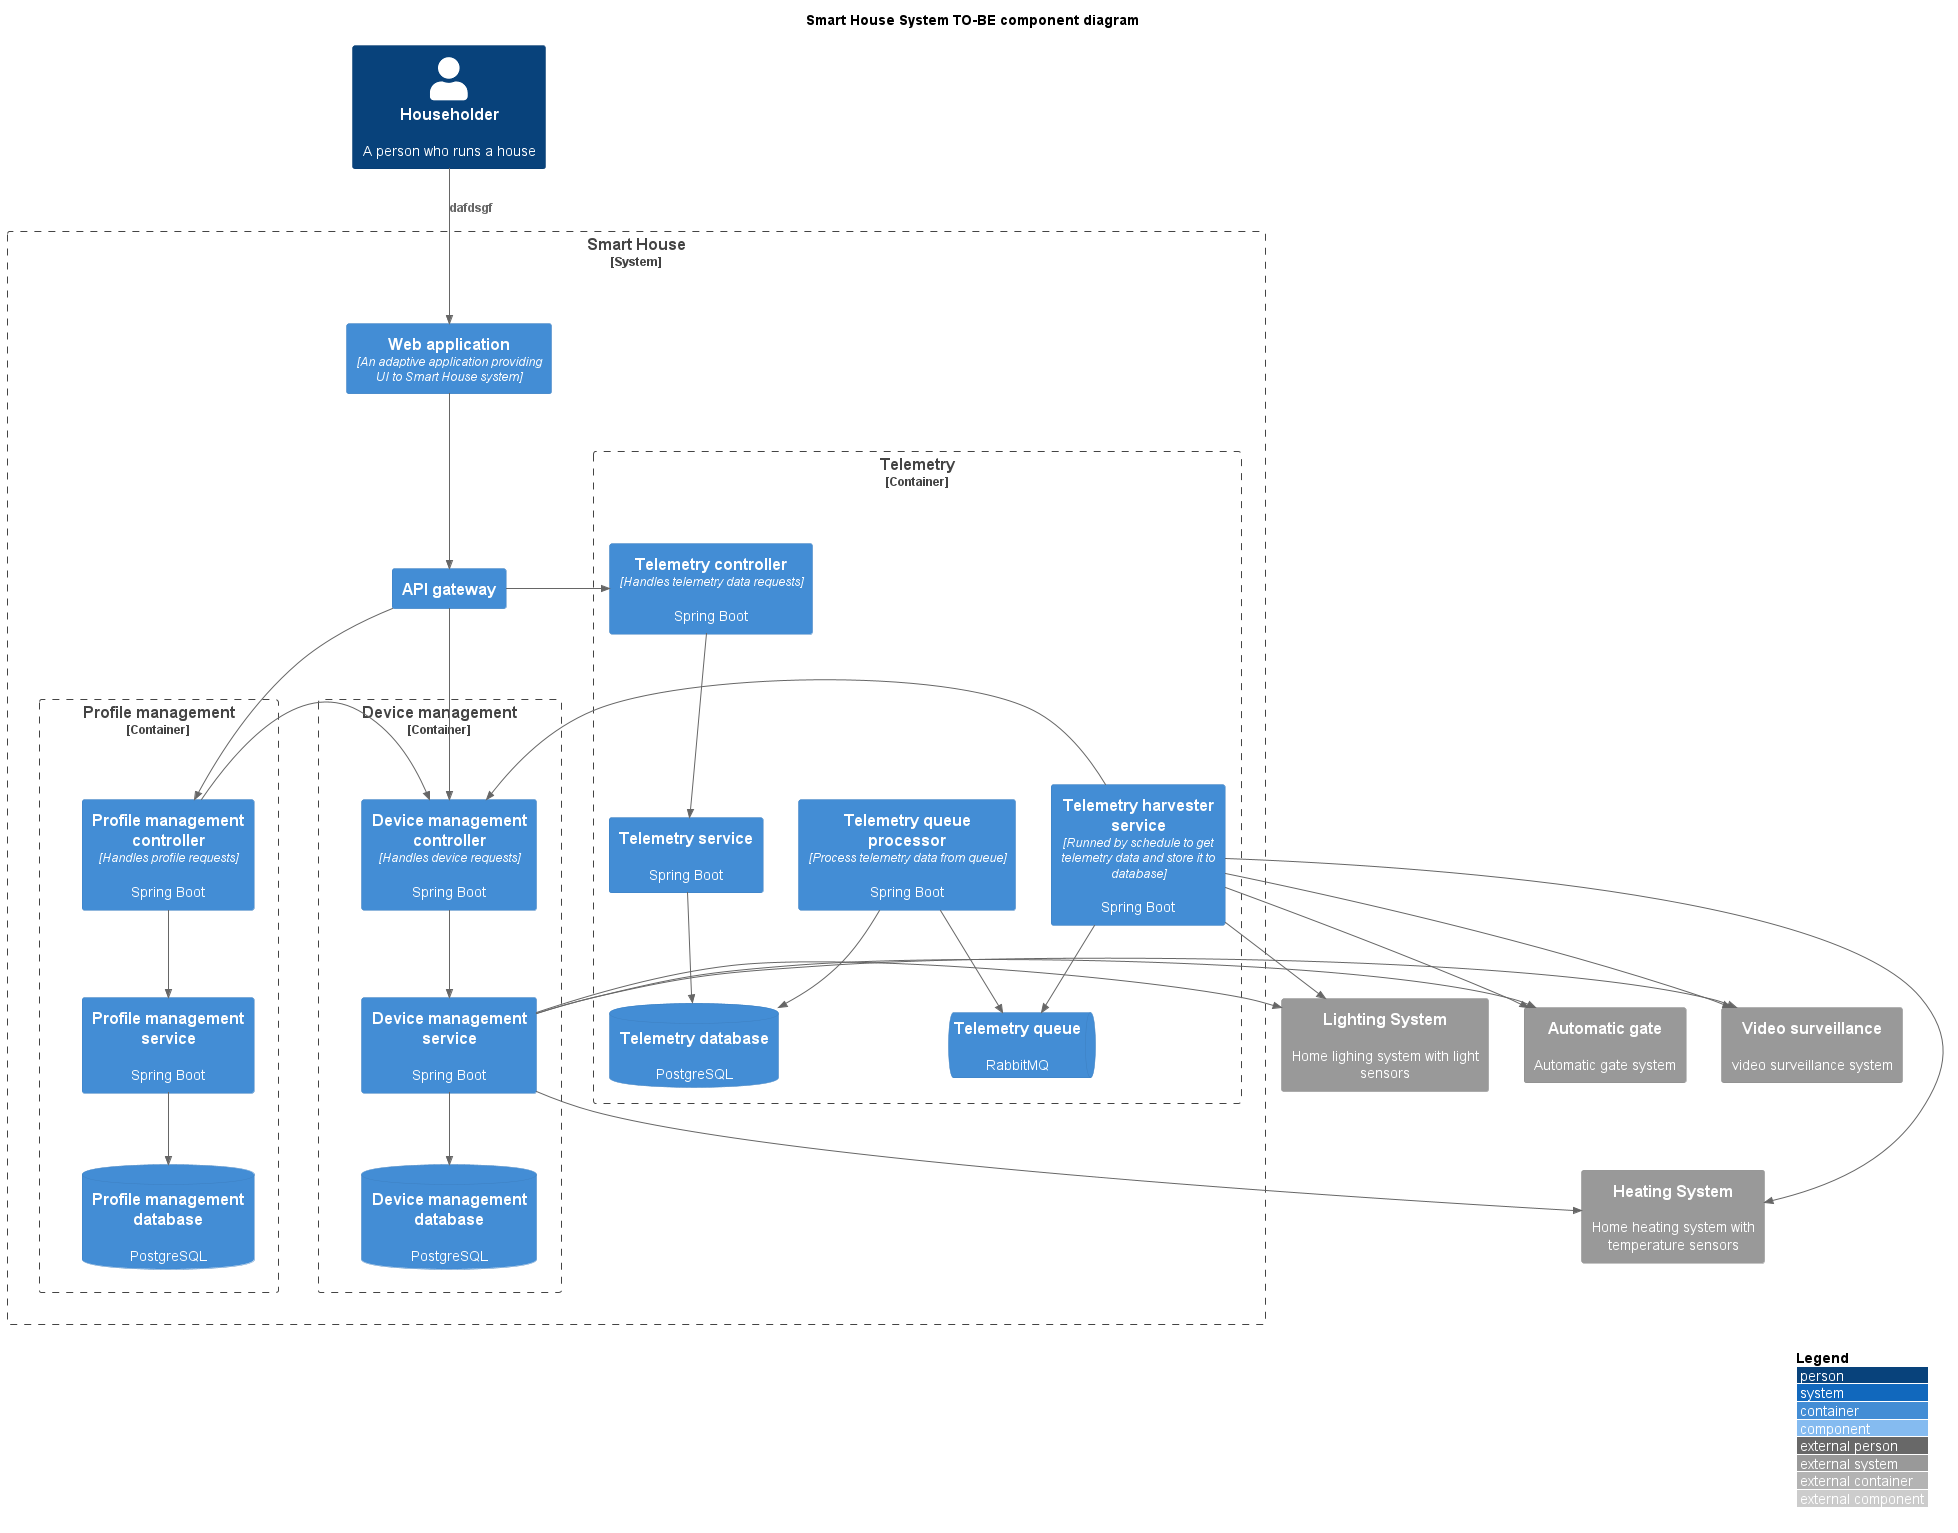 Smart House System TO-BE component diagram
Householder
A person who runs a house
dafdsgf
Smart House
[System]
Web application
[An adaptive application providing
UI to Smart House system]
Telemetry
[Container]
Telemetry controller
[Handles telemetry data requests]
Spring Boot
API gateway
Profile management
[Container]
Device management
[Container]
Profile management
controller
[Handles profile requests]
Spring Boot
Device management
controller
[Handles device requests]
Spring Boot
Telemetry service
Spring Boot
Telemetry queue
processor
[Process telemetry data from queue]
Spring Boot
Telemetry harvester
service
[Runned by schedule to get
telemetry data and store it to
database]
Spring Boot
Profile management
service
Spring Boot
Device management
service
Spring Boot
Telemetry database
PostgreSQL
Telemetry queue
RabbitMQ
Lighting System
Home lighing system with light
sensors
Automatic gate
Automatic gate system
Video surveillance
video surveillance system
Profile management
database
PostgreSQL
Device management
database
PostgreSQL
Heating System
Home heating system with
temperature sensors
Legend
person
system
container
component
external person
external system
external container
external component